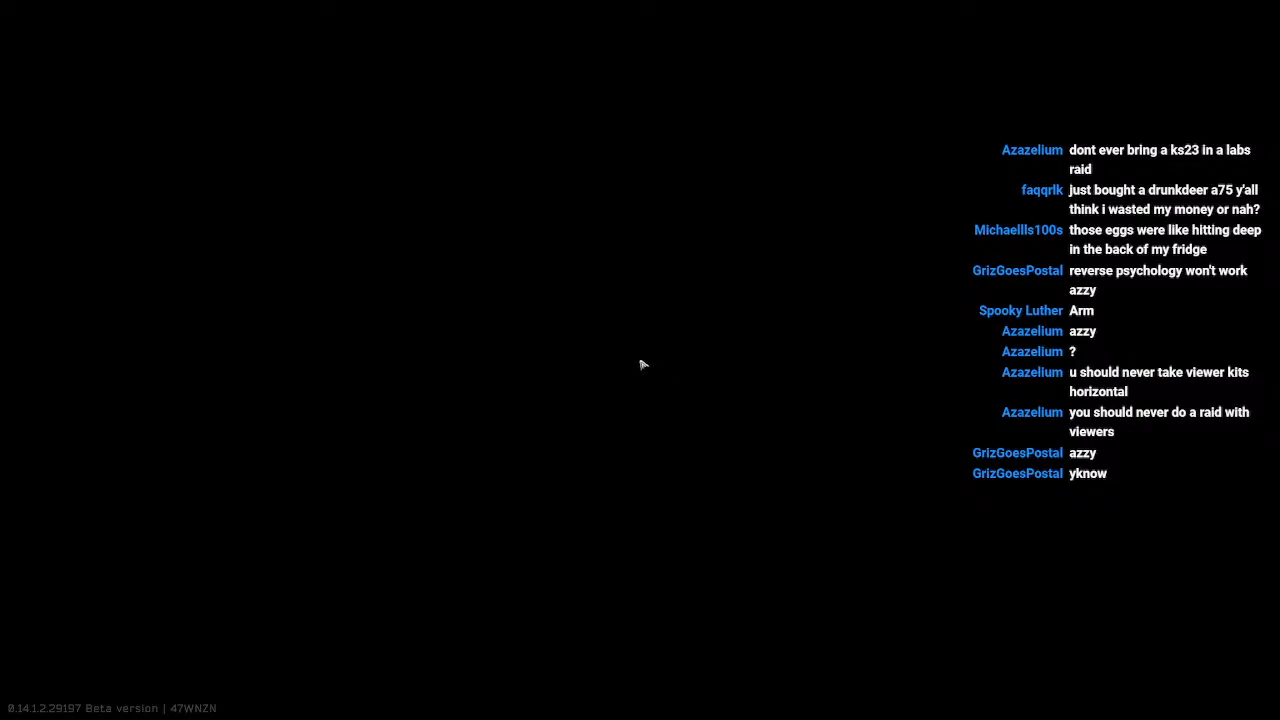 Azazelium dont ever bring a ks23 in a labs
raid
faqqrlk just bought a drunkdeer a75 y'all
think i wasted my money or nah?
Michaellls100s those eggs were like hitting deep
in the back of my fridge
GrizGoesPostal reverse psychology won't work
azzy
Spooky Luther Arm
Azazelium azzy
Azazelium ?
Azazelium u should never take viewer kits
horizontal
Azazelium you should never do a raid with
viewers
GrizGoesPostal azzy
GrizGoesPostal yknow
0.14.1.2.29197 Beta version | 47WNZN